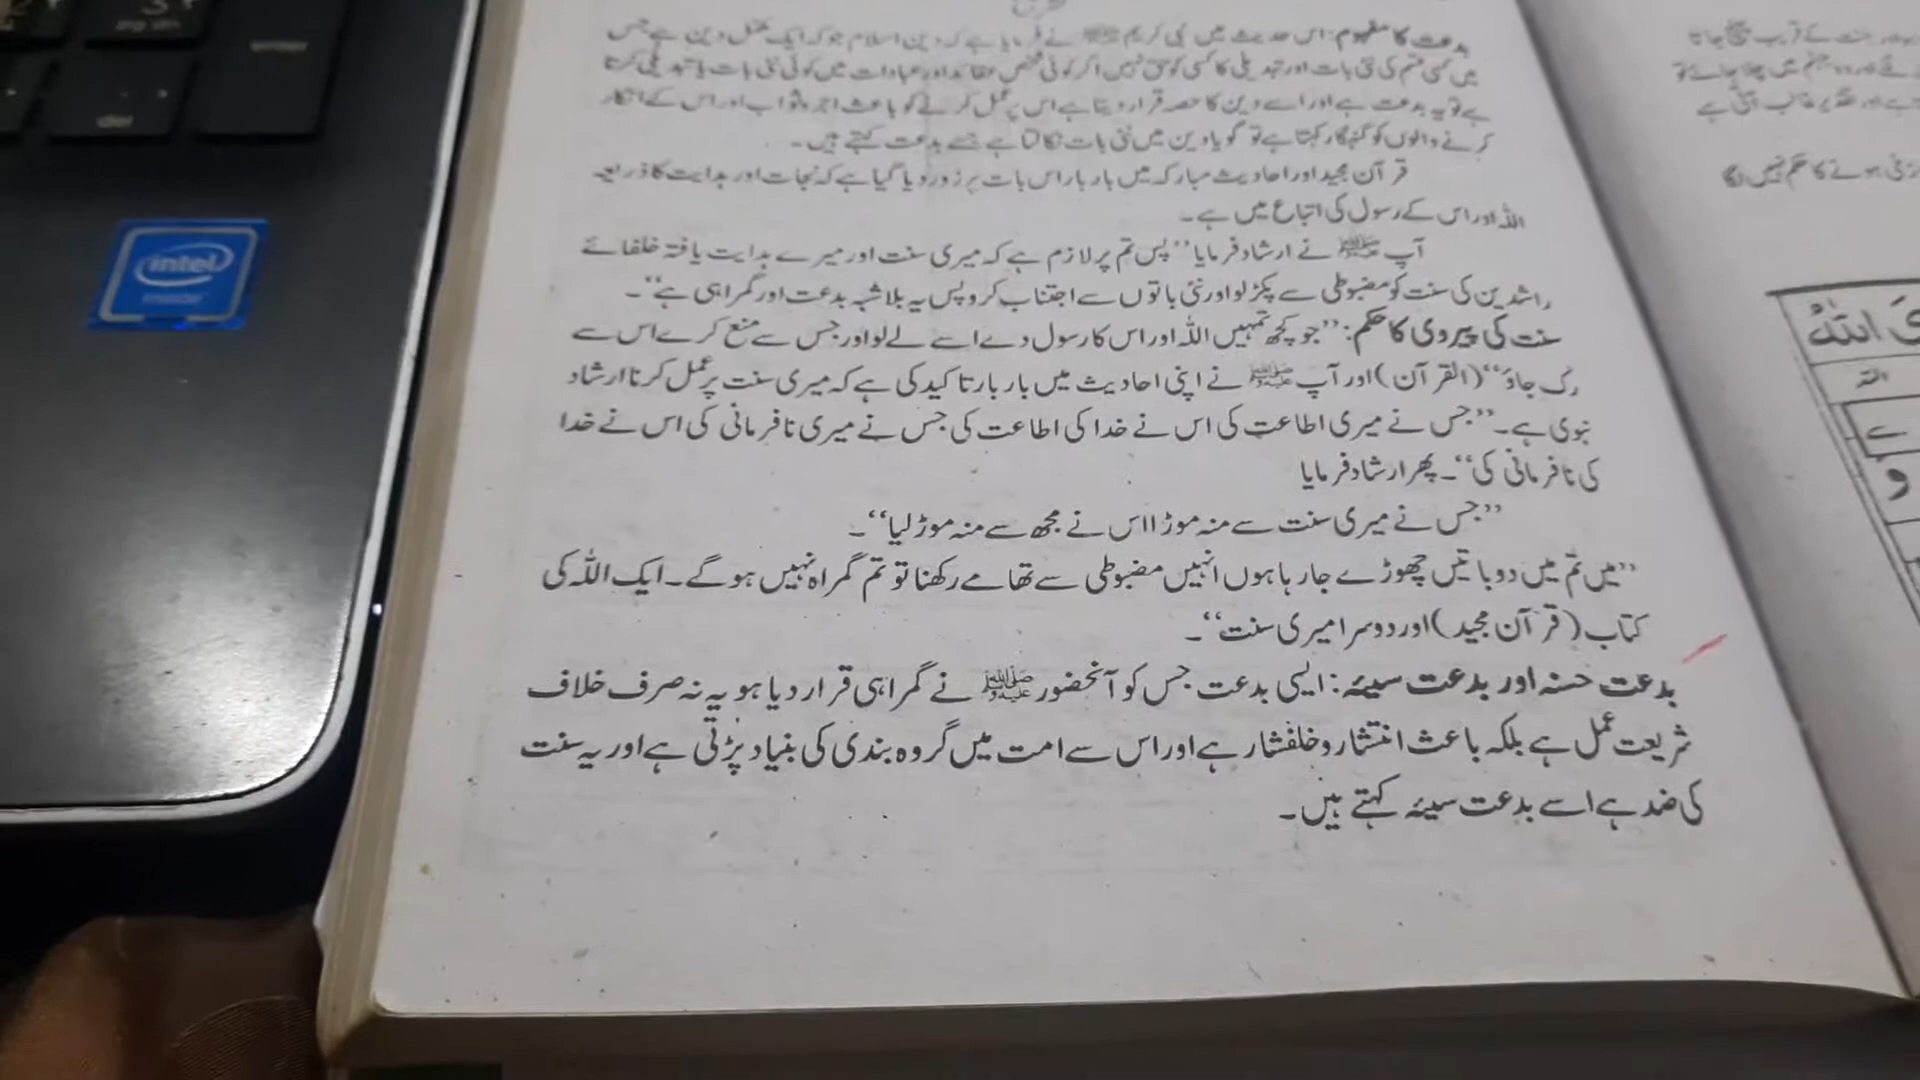 intel
inside
del
تشریح
بدعت کا مفہوم: اس حدیث میں نبی کریم ﷺ نے فرمایا ہے کہ دین اسلام جو کہ ایک مکمل دین ہے جس
میں کسی قسم کی نئی بات اور تبدیلی کا کسی کو حق نہیں اگر کوئی شخص عقائد اور عبادات میں کوئی نئی بات یا تبدیلی کرتا
ہے تو یہ بدعت ہے اور اسے دین کا حصہ قرار دیتا ہے اس پر عمل کرنے کو باعث اجر و ثواب اور اس کے انکار
کرنے والوں کو گنہگار کہتا ہے تو گویا دین میں نئی بات نکالتا ہے جسے بدعت کہتے ہیں۔
قرآن مجید اور احادیث مبارکہ میں بار بار اس بات پر زور دیا گیا ہے کہ نجات اور ہدایت کا ذریعہ
اللہ اور اس کے رسول کی اتباع میں ہے۔
آپ ﷺ نے ارشاد فرمایا ”پس تم پر لازم ہے کہ میری سنت اور میرے ہدایت یافتہ خلفائے
راشدین کی سنت کو مضبوطی سے پکڑ لو اور نئی باتوں سے اجتناب کرو پس یہ بلاشبہ بدعت اور گمراہی ہے“۔
سنت کی پیروی کا حکم: ”جو کچھ تمہیں اللہ اور اس کا رسول دے اسے لے لو اور جس سے منع کرے اس سے
رک جاؤ“ (القرآن) اور آپ ﷺ نے اپنی احادیث میں بار بار تاکید کی ہے کہ میری سنت پر عمل کرنا ارشاد
نبوی ہے۔ ”جس نے میری اطاعت کی اس نے خدا کی اطاعت کی جس نے میری نافرمانی کی اس نے خدا
کی نافرمانی کی“۔ پھر ارشاد فرمایا
”جس نے میری سنت سے منہ موڑا اس نے مجھ سے منہ موڑ لیا“۔
”میں تم میں دو باتیں چھوڑے جا رہا ہوں انہیں مضبوطی سے تھامے رکھنا تو تم گمراہ نہیں ہو گے۔ ایک اللہ کی
کتاب (قرآن مجید) اور دوسرا میری سنت“۔
بدعت حسنہ اور بدعت سیئہ: ایسی بدعت جس کو آنحضور ﷺ نے گمراہی قرار دیا ہو یہ نہ صرف خلاف
شریعت عمل ہے بلکہ باعث انتشار و خلفشار ہے اور اس سے امت میں گروہ بندی کی بنیاد پڑتی ہے اور یہ سنت
کی ضد ہے اسے بدعت سیئہ کہتے ہیں۔